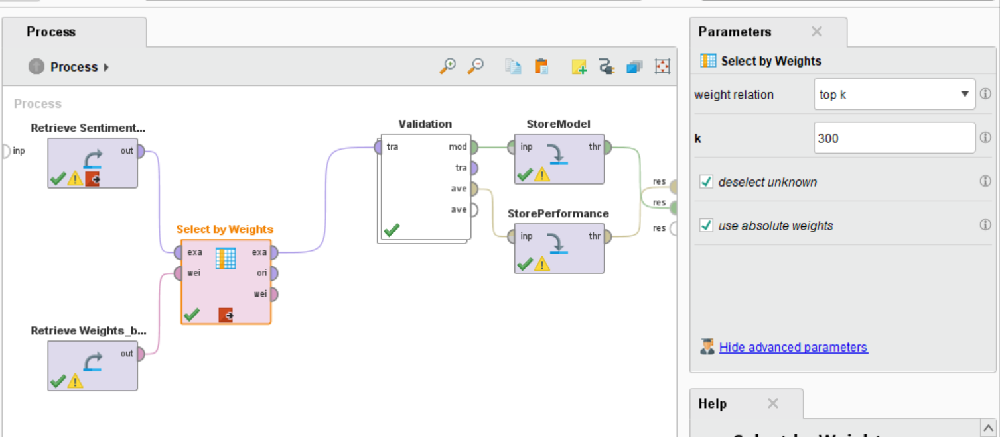 Process
Process
Process
Retrieve Sentiment...
inp
out
Validation
tra
mod
tra
ave
ave
StoreModel
inp
thr
res
res
res
StorePerformance
inp
thr
Select by Weights
exa
exa
wei
ori
wei
Retrieve Weights_b...
out
Parameters
Select by Weights
weight relation
top k
k
300
deselect unknown
use absolute weights
Hide advanced parameters
Help